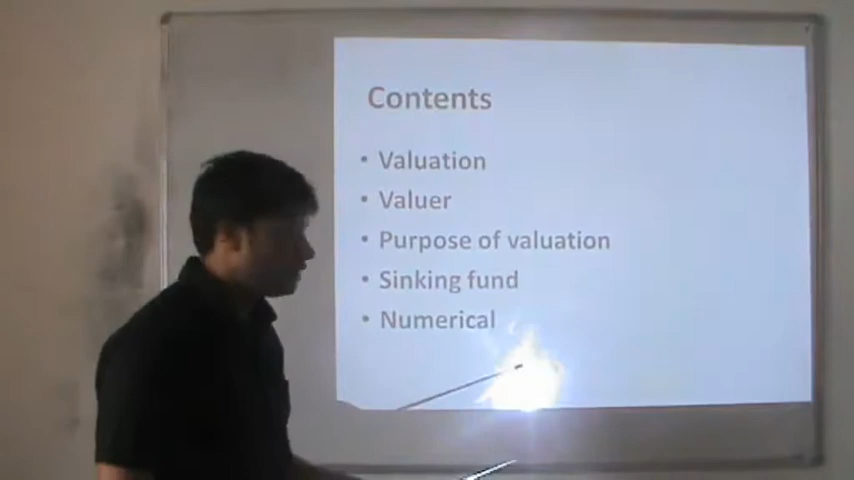 Contents
• Valuation
• Valuer
• Purpose of valuation
• Sinking fund
• Numerical